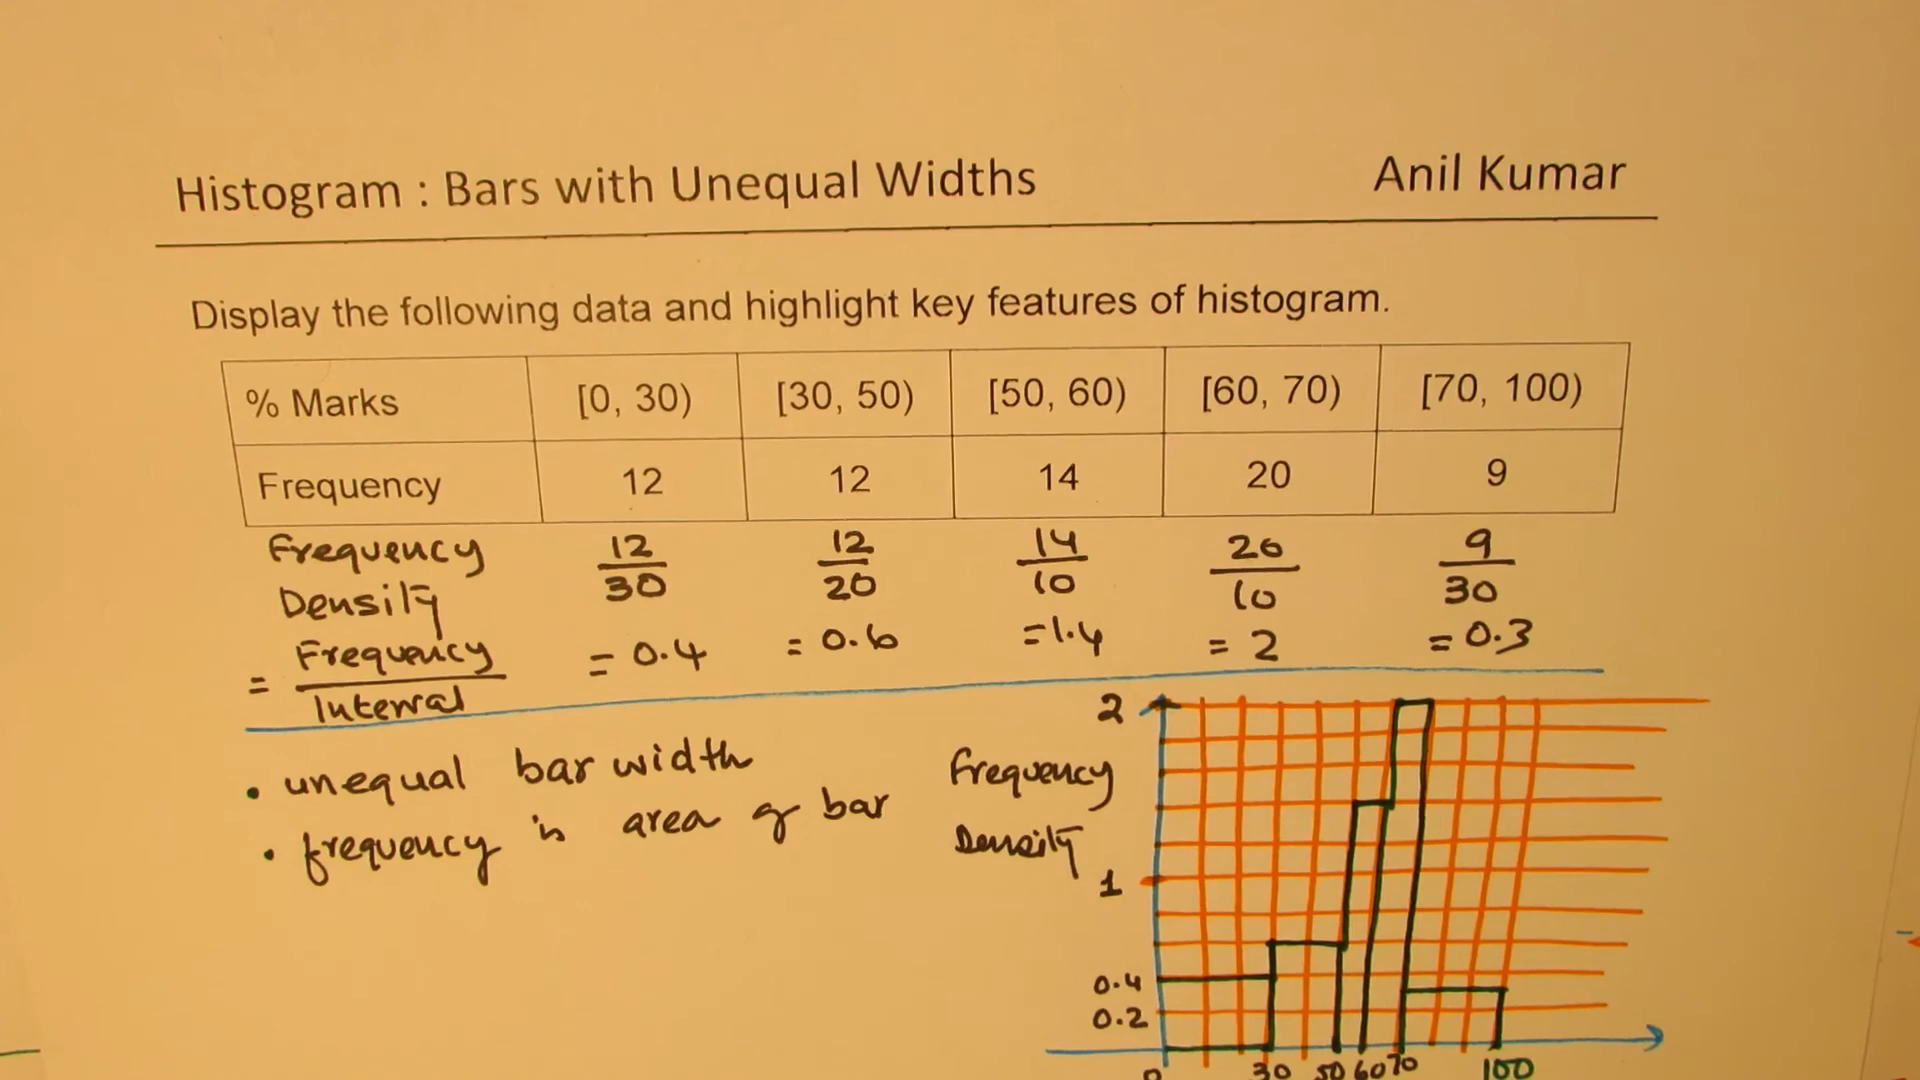 Histogram : Bars with Unequal Widths Anil Kumar
Display the following data and highlight key features of histogram.
% Marks [0, 30) [30, 50) [50, 60) [60, 70) [70, 100)
Frequency 12 12 14 20 9
Frequency Density = Frequency / Interval
12/30 = 0.4
12/20 = 0.6
14/10 = 1.4
20/10 = 2
9/30 = 0.3
• unequal bar width
• frequency is area of bar
Frequency
Density
2
1
0.4
0.2
0 30 50 60 70 100